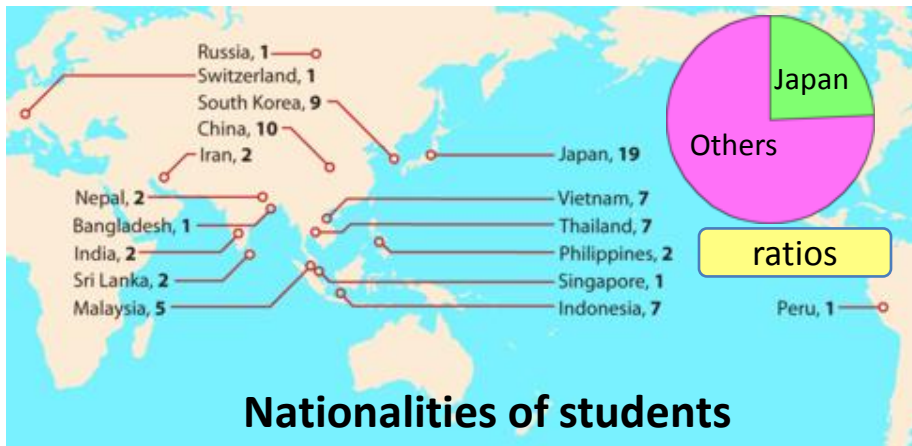 Russia, 1
Switzerland, 1
South Korea, 9
China, 10
Iran, 2
Nepal, 2
Bangladesh, 1
India, 2
Sri Lanka, 2
Malaysia, 5
Japan, 19
Vietnam, 7
Thailand, 7
Philippines, 2
Singapore, 1
Indonesia, 7
Peru, 1
Japan
Others
ratios
Nationalities of students